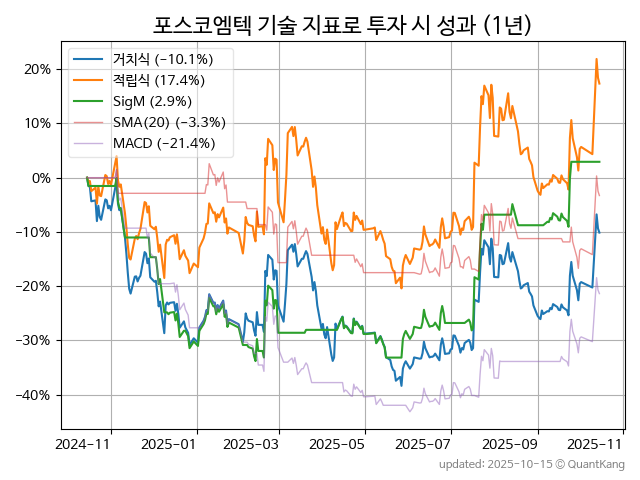 포스코엠텍 기술 지표로 투자 시 성과 (1년)
거치식 (−10.1%)
적립식 (17.4%)
SigM (2.9%)
SMA(20) (−3.3%)
MACD (−21.4%)
20%
10%
0%
−10%
−20%
−30%
−40%
2024-11 2025-01 2025-03 2025-05 2025-07 2025-09 2025-11
updated: 2025-10-15 © QuantKang